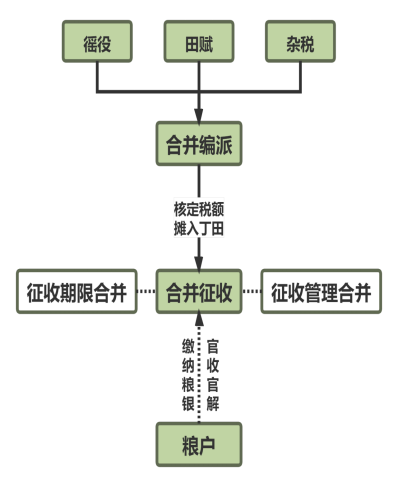 徭役
田赋
杂税
合并编派
核定税额
摊入丁田
征收期限合并
合并征收
征收管理合并
缴纳粮银
官收官解
粮户